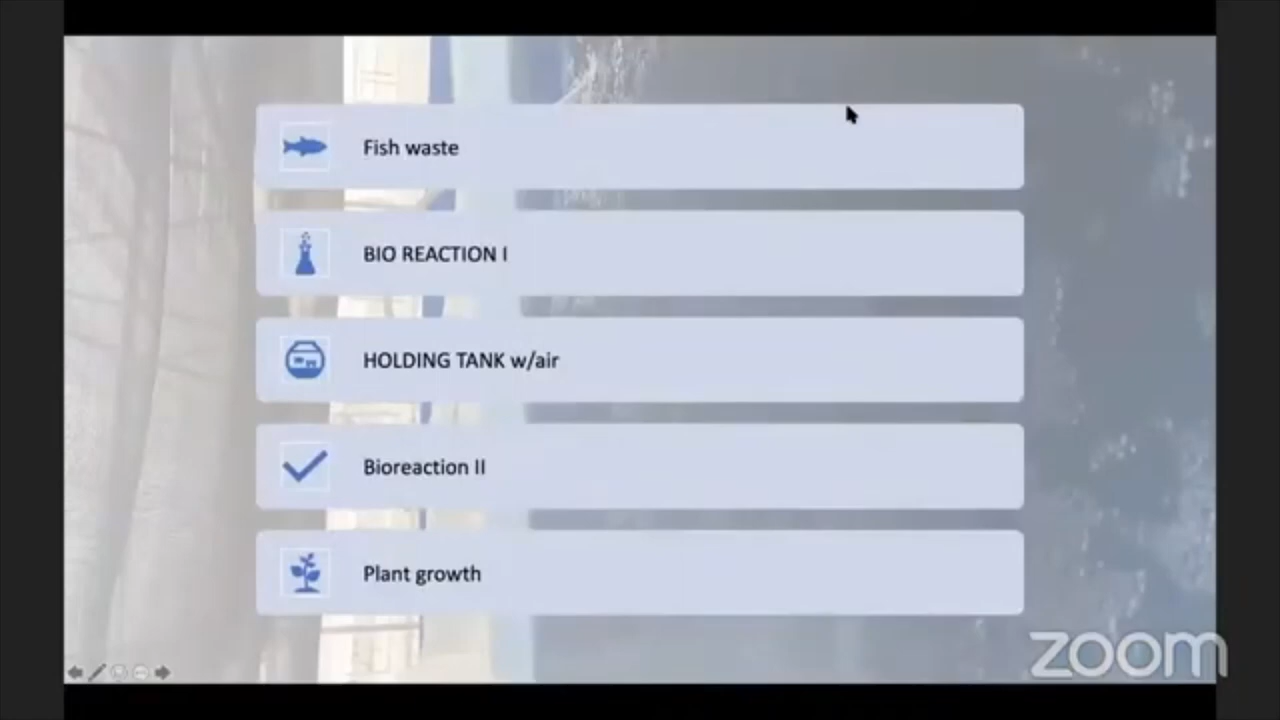 Fish waste
BIO REACTION I
HOLDING TANK w/air
Bioreaction II
Plant growth
zoom